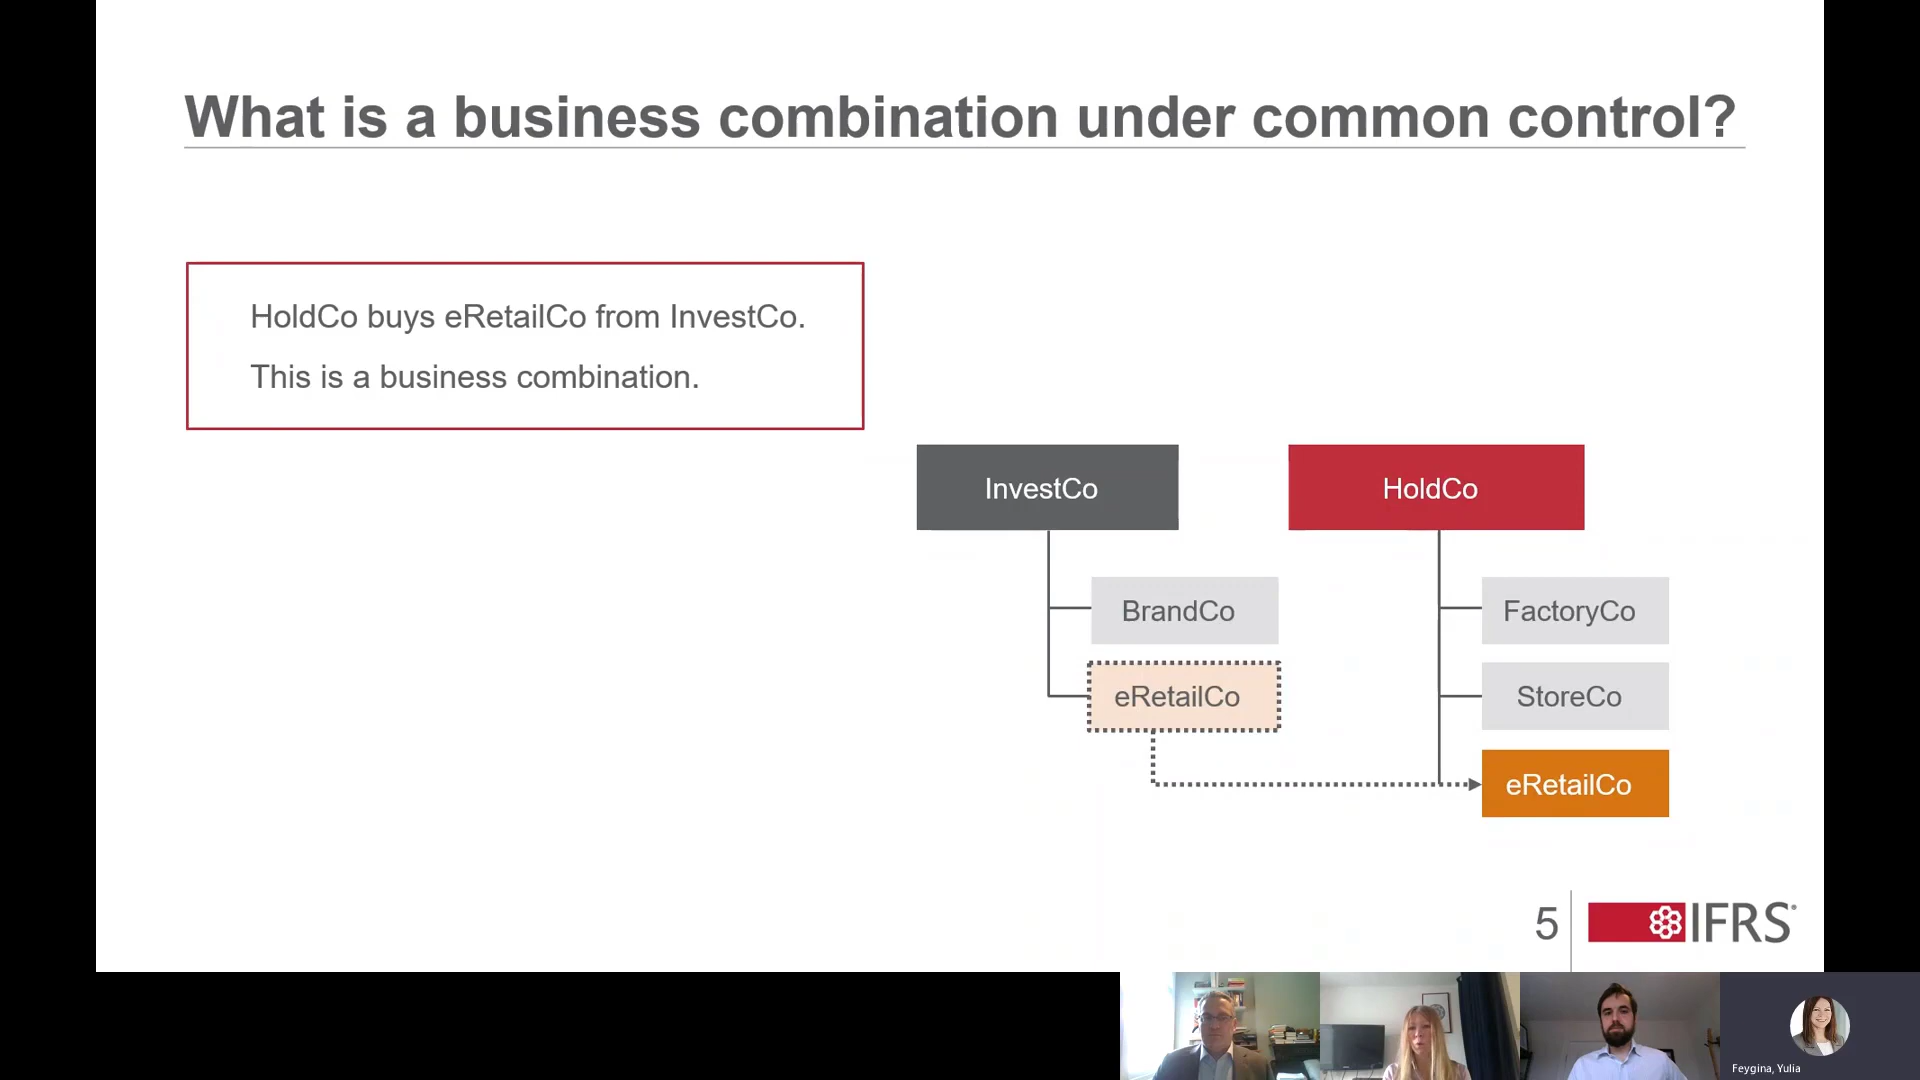 What is a business combination under common control?
HoldCo buys eRetailCo from InvestCo.
This is a business combination.
InvestCo
HoldCo
BrandCo
FactoryCo
eRetailCo
StoreCo
eRetailCo
5
IFRS®
Feygina, Yulia